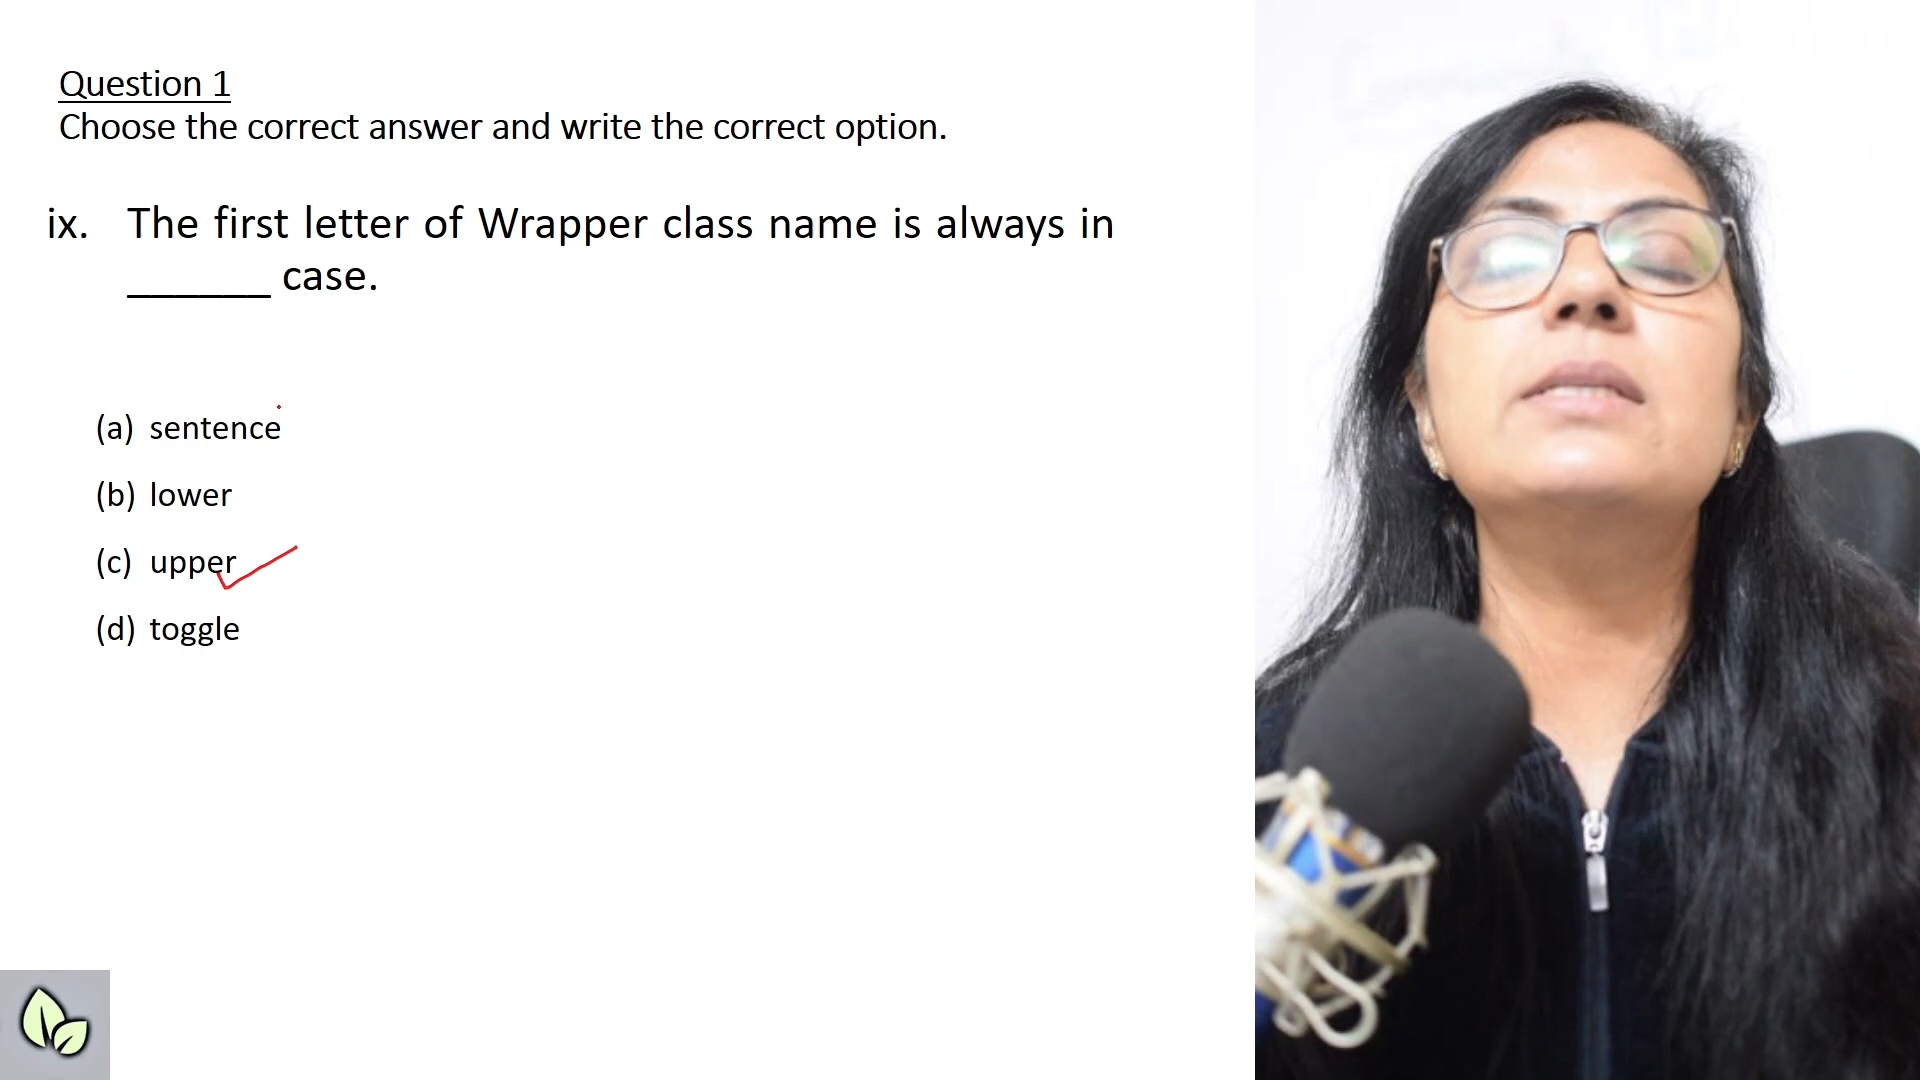 Question 1
Choose the correct answer and write the correct option.
ix. The first letter of Wrapper class name is always in
______ case.
(a) sentence
(b) lower
(c) upper
(d) toggle